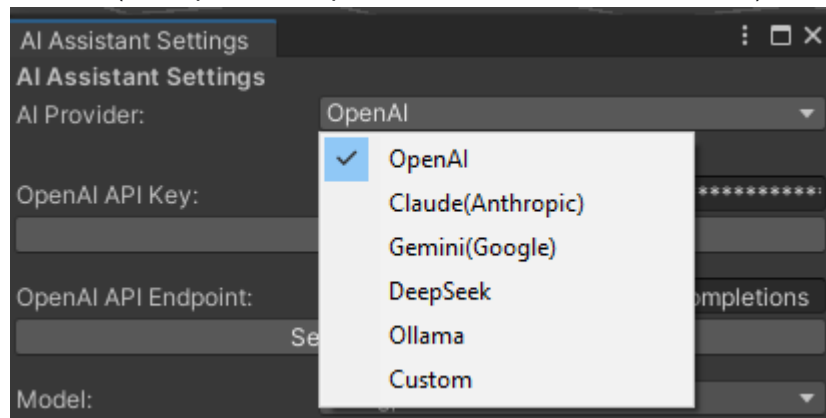 AI Assistant Settings
AI Assistant Settings
AI Provider: OpenAI
OpenAI
OpenAI API Key: ***********
Claude(Anthropic)
Gemini(Google)
DeepSeek
OpenAI API Endpoint:
Se Ollama
Custom
Model: